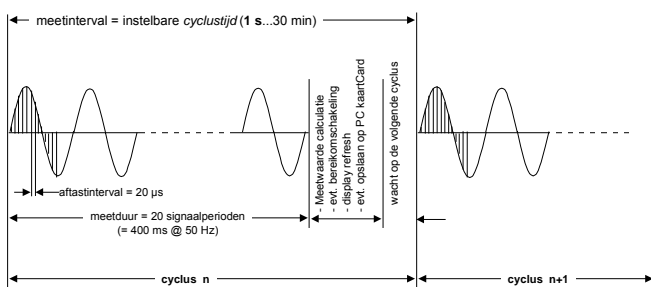 meetinterval = instelbare cyclustijd (1 s...30 min)
- Meetwaarde calculatie
- evt. bereikomschakeling
- display refresh
- evt. opslaan op PC kaartCard
wacht op de volgende cyclus
aftastinterval = 20 µs
meetduur = 20 signaalperioden
(= 400 ms @ 50 Hz)
cyclus n
cyclus n+1